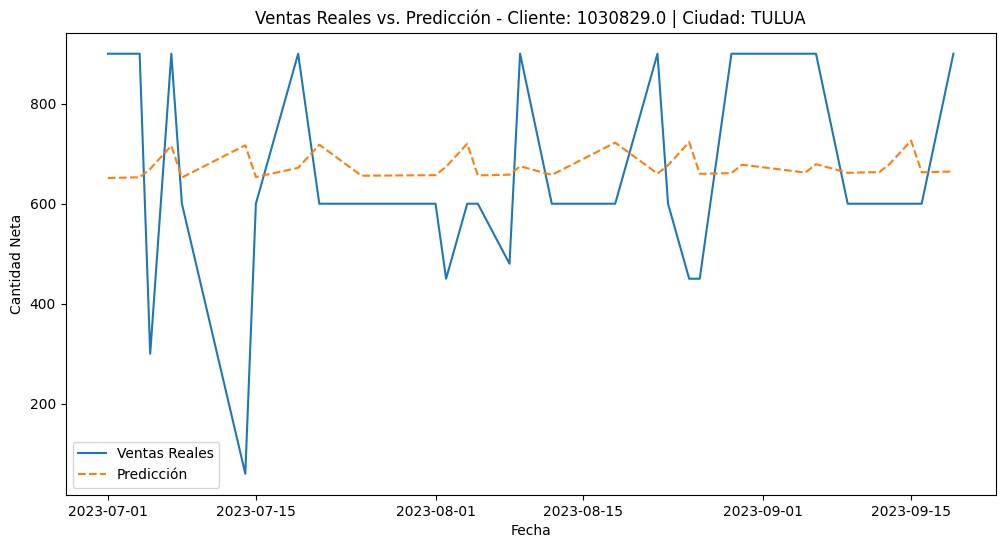 Ventas Reales vs. Predicción - Cliente: 1030829.0 | Ciudad: TULUA
Cantidad Neta
800
600
400
200
Ventas Reales
Predicción
2023-07-01 2023-07-15 2023-08-01 2023-08-15 2023-09-01 2023-09-15
Fecha